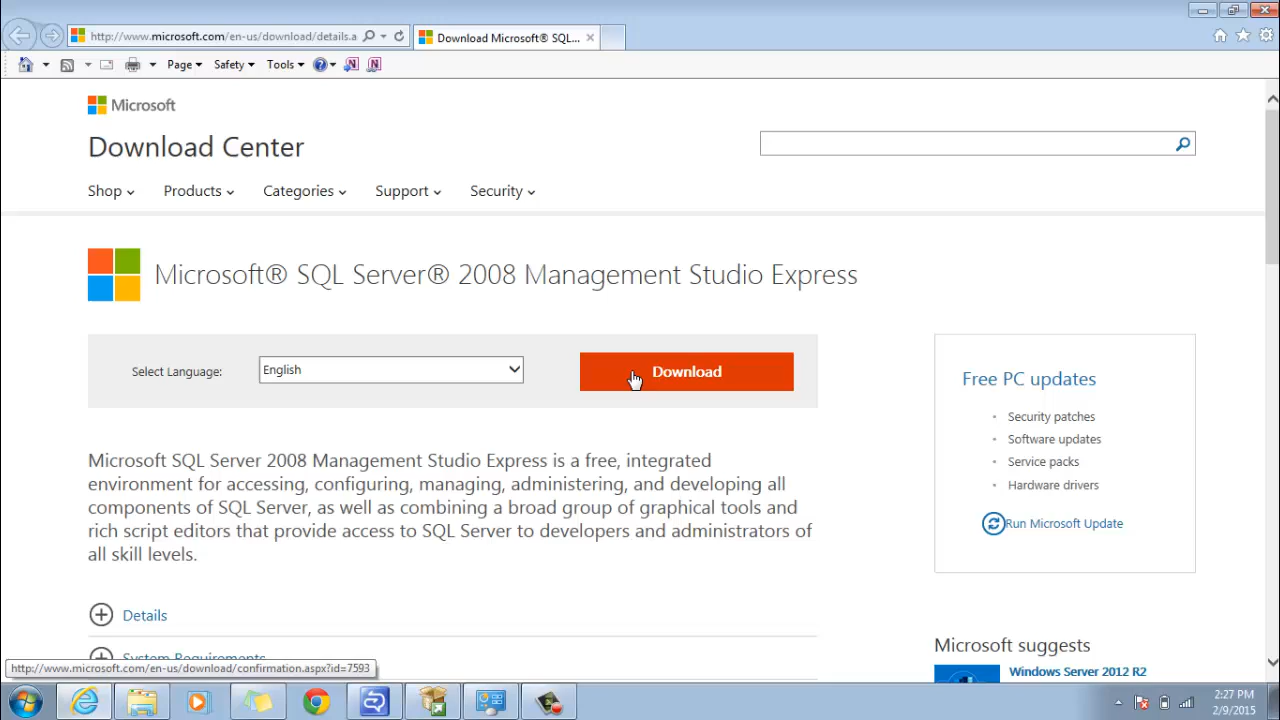 http://www.microsoft.com/en-us/download/details.a
Download Microsoft® SQL...
Page
Safety
Tools
Microsoft
Download Center
Shop
Products
Categories
Support
Security
Microsoft® SQL Server® 2008 Management Studio Express
Select Language:
English
Download
Free PC updates
• Security patches
• Software updates
• Service packs
• Hardware drivers
Run Microsoft Update
Microsoft SQL Server 2008 Management Studio Express is a free, integrated
environment for accessing, configuring, managing, administering, and developing all
components of SQL Server, as well as combining a broad group of graphical tools and
rich script editors that provide access to SQL Server to developers and administrators of
all skill levels.
Details
System Requirements
Microsoft suggests
Windows Server 2012 R2
http://www.microsoft.com/en-us/download/confirmation.aspx?id=7593
2:27 PM
2/9/2015